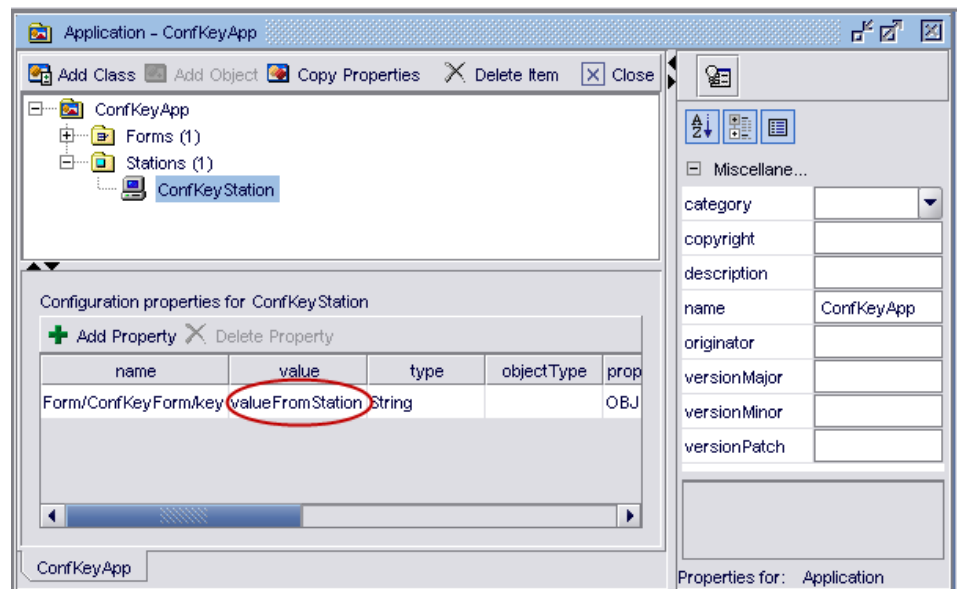 Application - ConfKeyApp
Add Class Add Object Copy Properties Delete Item Close
ConfKeyApp
Forms (1)
Stations (1)
ConfKeyStation
Configuration properties for ConfKeyStation
Add Property Delete Property
name value type objectType prop
Form/ConfKeyForm/key valueFromStation String OBJ
ConfKeyApp
A
Z
Miscellane...
category
copyright
description
name ConfKeyApp
originator
versionMajor
versionMinor
versionPatch
Properties for: Application